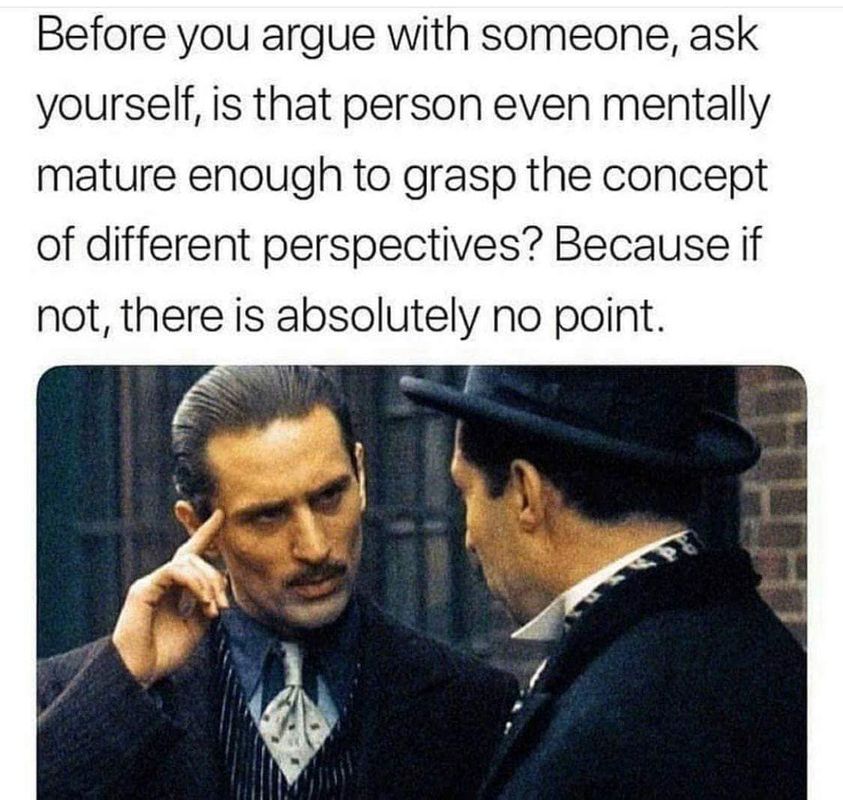 Before you argue with someone, ask
yourself, is that person even mentally
mature enough to grasp the concept
of different perspectives? Because if
not, there is absolutely no point.